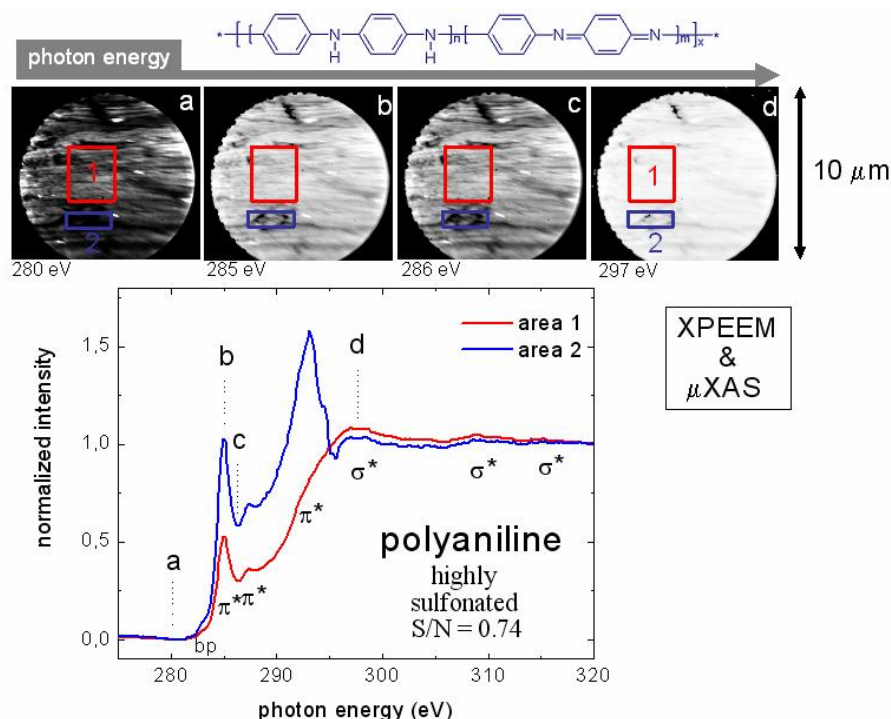 * N H N H n N N m x *
photon energy
a b c d
1 1
2 2
280 eV 285 eV 286 eV 297 eV
10 µm
XPEEM
&
µXAS
area 1
area 2
1,5
1,0
0,5
0,0
normalized intensity
a b c d
bp
π* π* π* σ* σ* σ*
polyaniline
highly
sulfonated
S/N = 0.74
280 290 300 310 320
photon energy (eV)